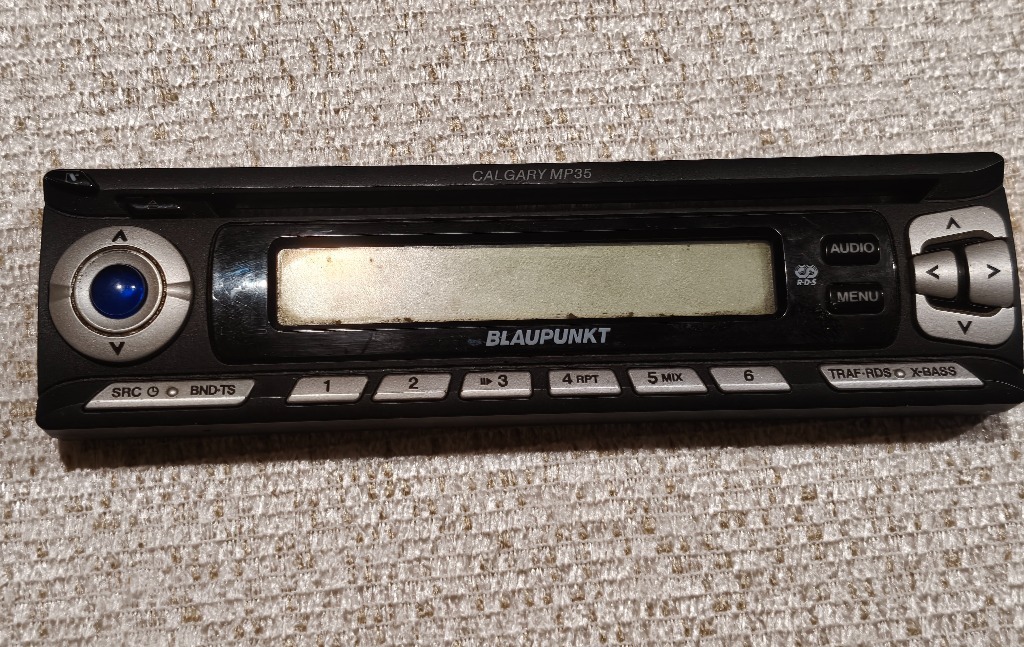 CALGARY MP35
AUDIO
R·D·S
MENU
BLAUPUNKT
SRC BND·TS
1
2
3
4 RPT
5 MIX
6
TRAF·RDS X-BASS